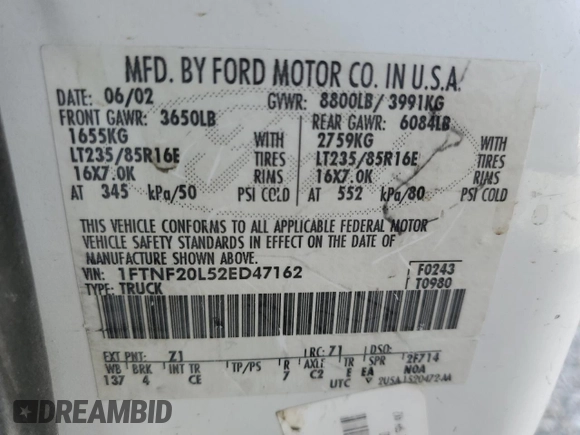 MFD. BY FORD MOTOR CO. IN U.S.A.
DATE: 06/02 GVWR: 8800LB/ 3991KG
FRONT GAWR: 3650LB REAR GAWR: 6084LB
1655KG WITH 2759KG WITH
LT235/85R16E TIRES LT235/85R16E TIRES
16X7.0K RIMS 16X7.0K RIMS
AT 345 kPa/50 PSI COLD AT 552 kPa/80 PSI COLD
THIS VEHICLE CONFORMS TO ALL APPLICABLE FEDERAL MOTOR
VEHICLE SAFETY STANDARDS IN EFFECT ON THE DATE OF
MANUFACTURE SHOWN ABOVE.
VIN: 1FTNF20L52ED47162 F0243
TYPE: TRUCK T0980
EXT PNT: Z1 RC: 71 DSO:
WB BRK INT TR TP/PS R AXLE TR SPR 2F714
137 4 CE 7 C2 E EA N0A
UTC
DREAMBID